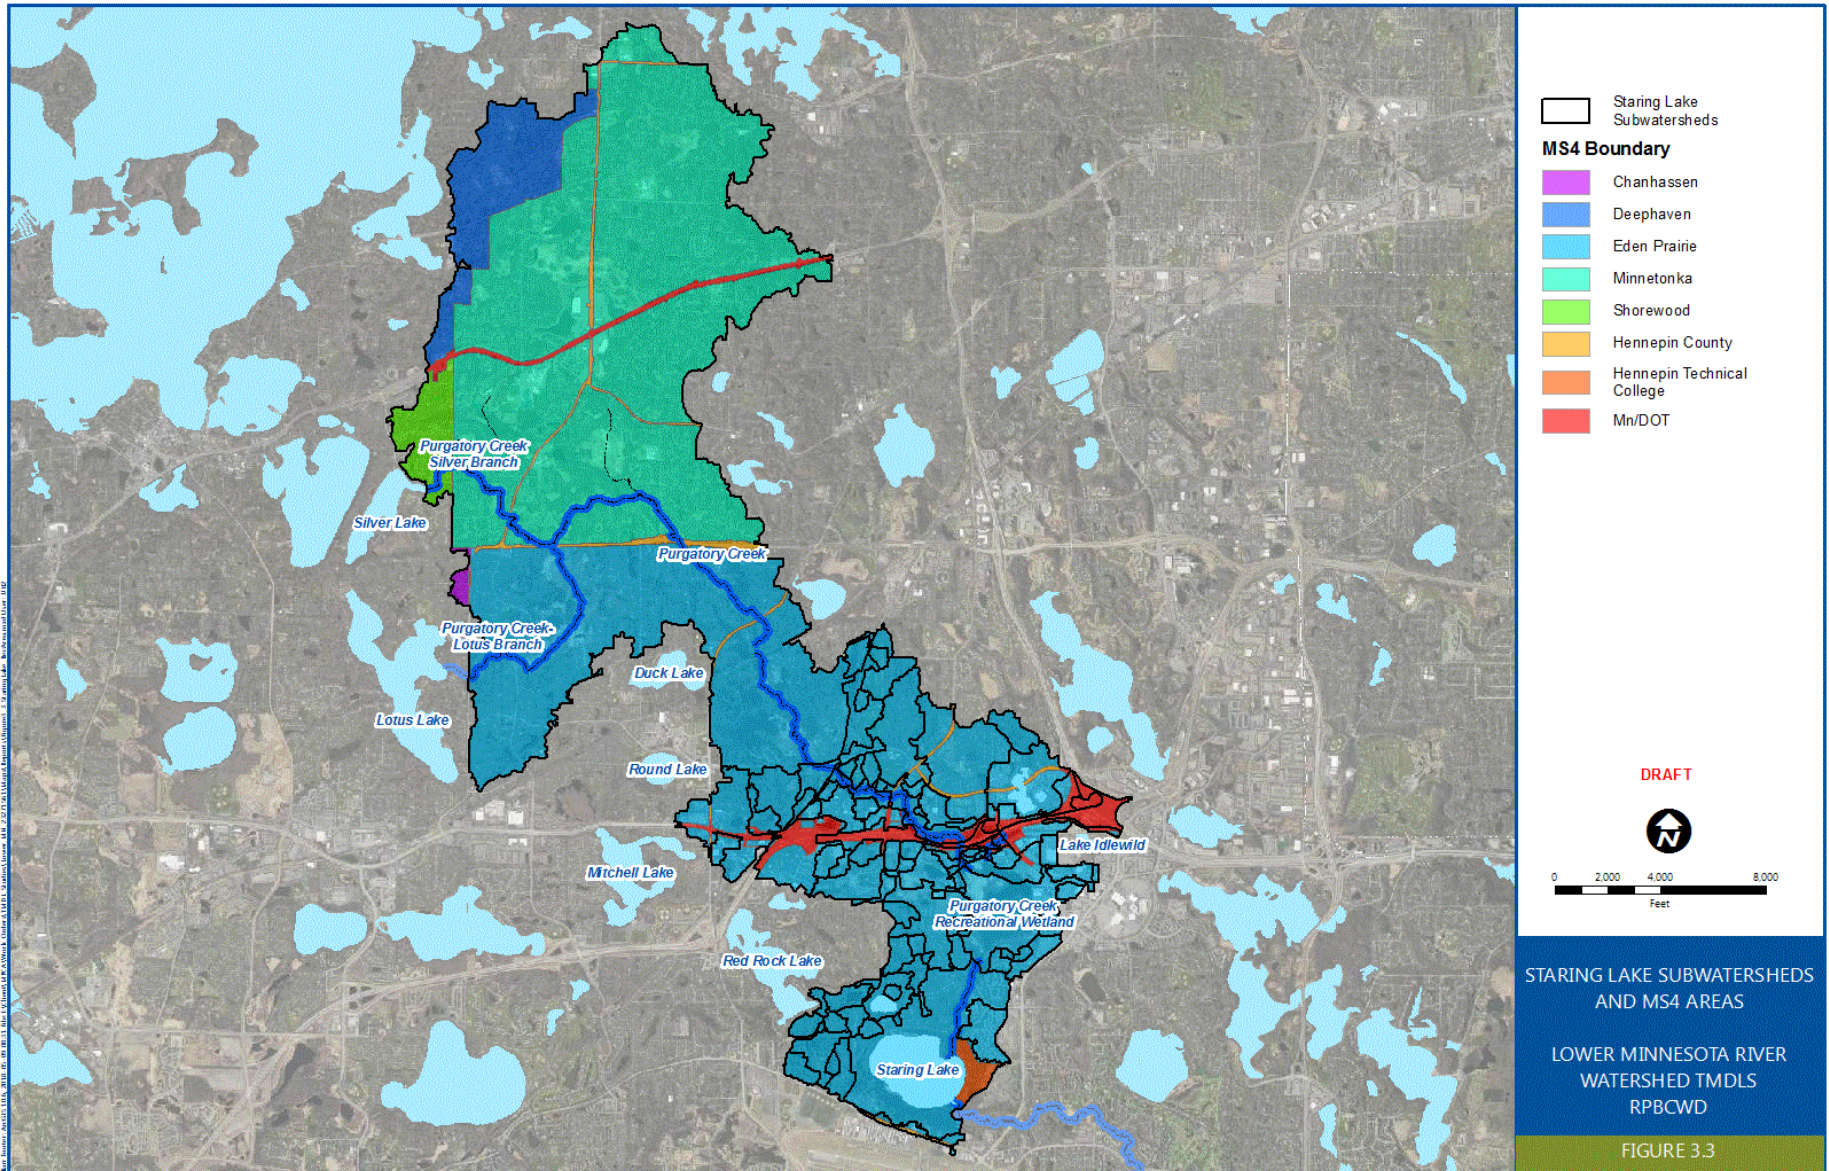 Staring Lake
Subwatersheds
MS4 Boundary
Chanhassen
Deephaven
Eden Prairie
Minnetonka
Shorewood
Hennepin County
Hennepin Technical
College
Mn/DOT
DRAFT
N
0 2,000 4,000 8,000
Feet
STARING LAKE SUBWATERSHEDS
AND MS4 AREAS
LOWER MINNESOTA RIVER
WATERSHED TMDLS
RPBCWD
FIGURE 3.3
Purgatory Creek
Silver Branch
Silver Lake
Purgatory Creek
Purgatory Creek-
Lotus Branch
Duck Lake
Lotus Lake
Round Lake
Lake Idlewild
Mitchell Lake
Purgatory Creek
Recreational Wetland
Red Rock Lake
Staring Lake